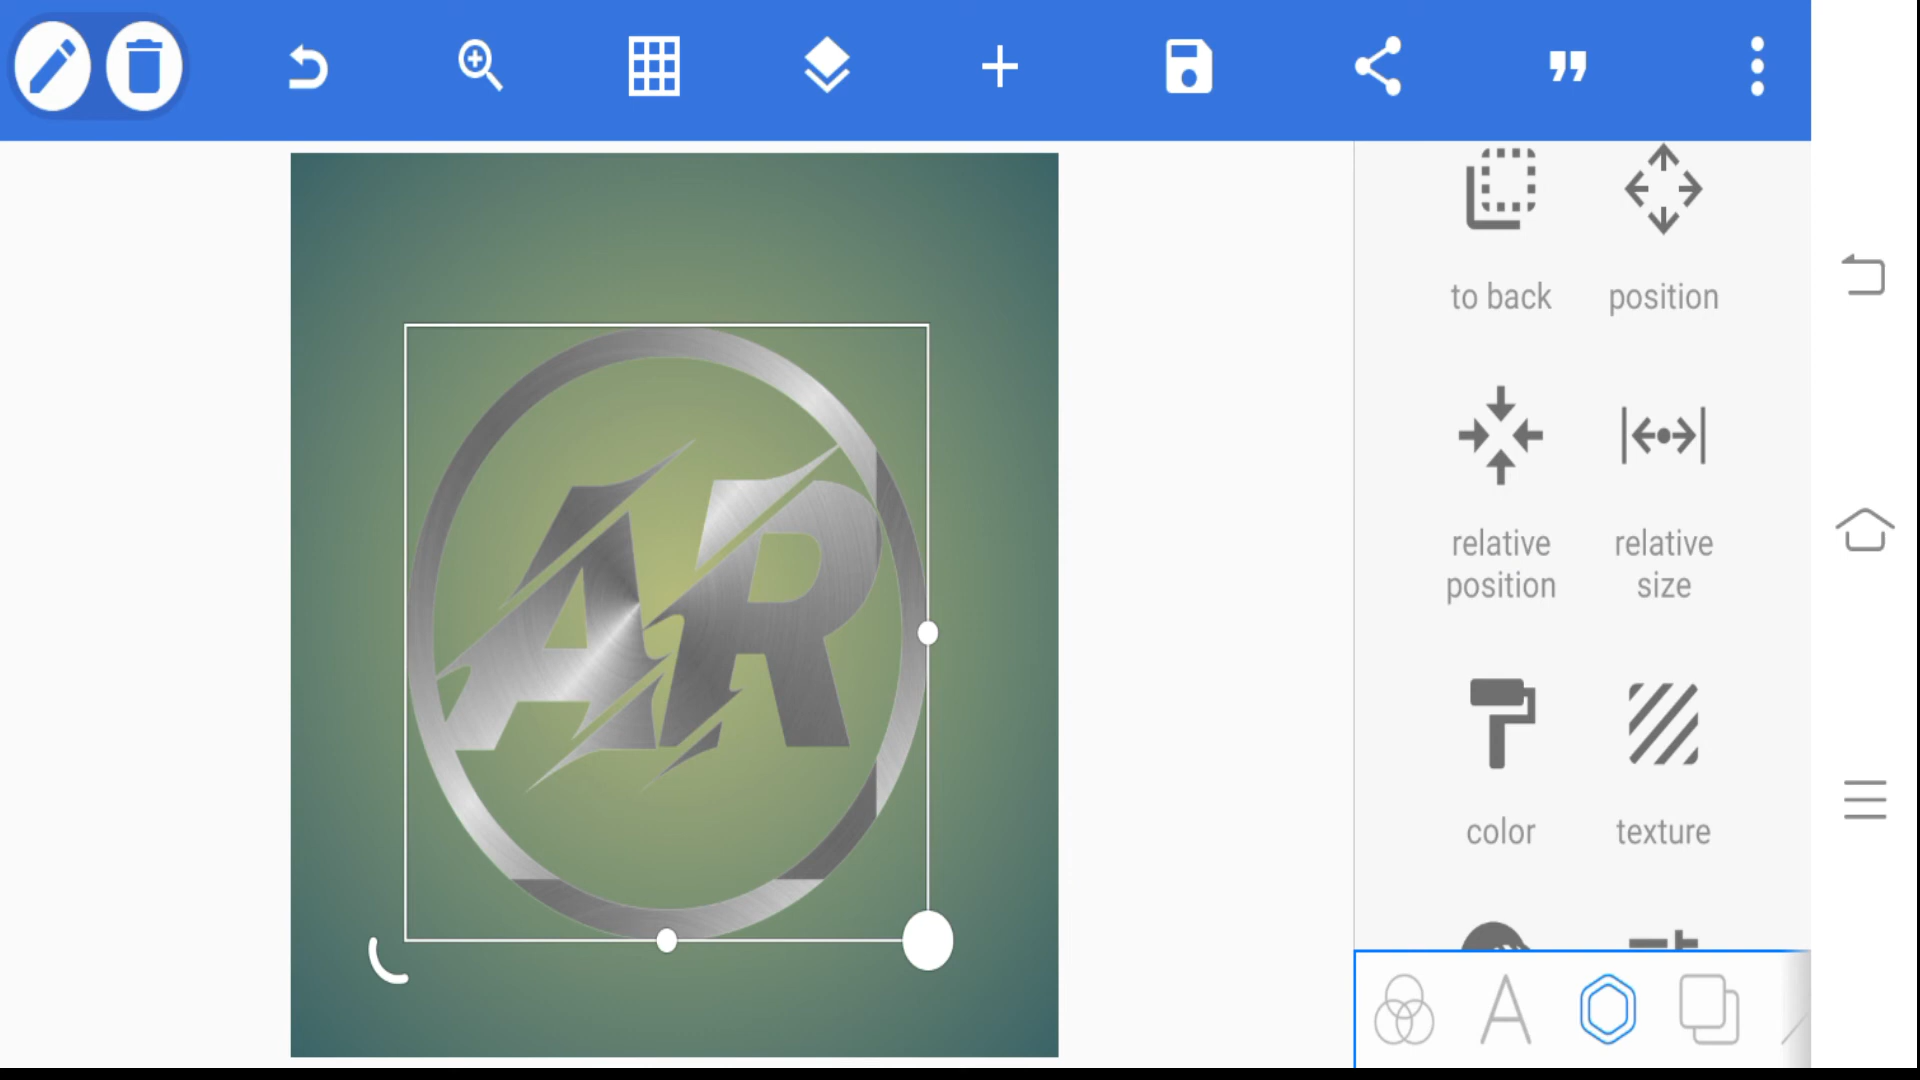 to back
position
AR
relative position
relative size
color
texture